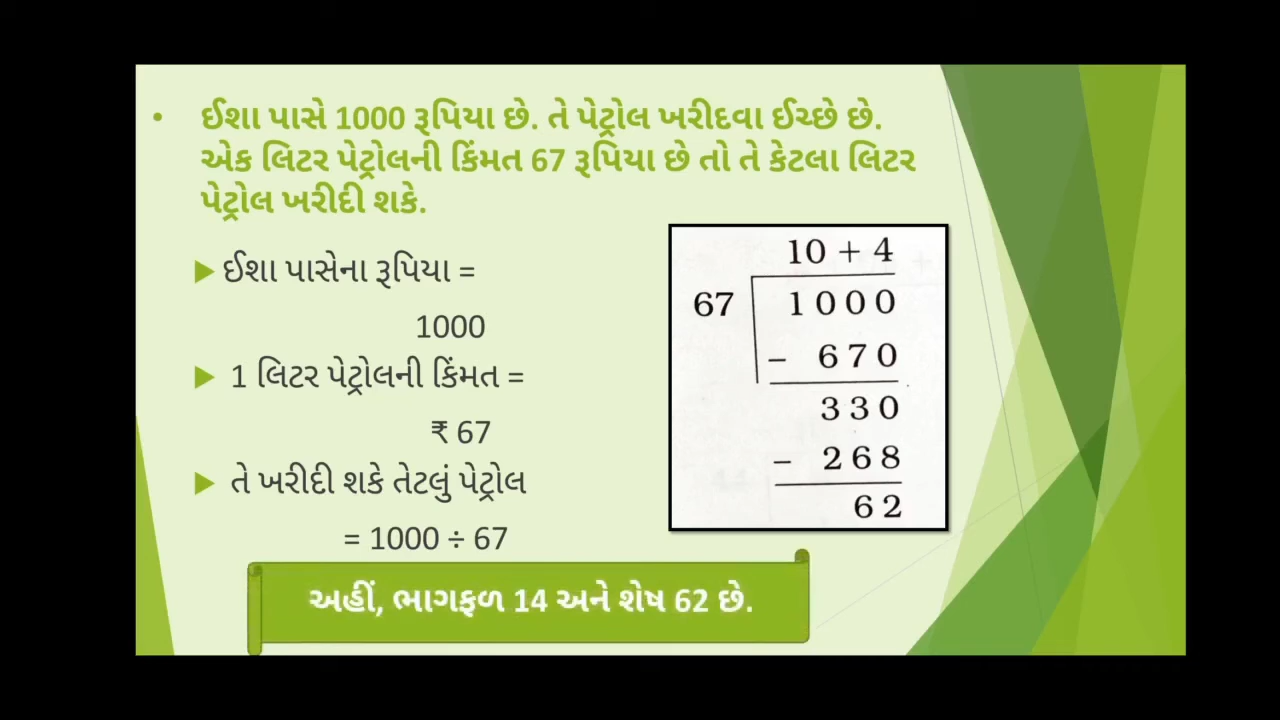 • ઈશા પાસે 1000 રૂપિયા છે. તે પેટ્રોલ ખરીદવા ઈચ્છે છે.
એક લિટર પેટ્રોલની કિંમત 67 રૂપિયા છે તો તે કેટલા લિટર
પેટ્રોલ ખરીદી શકે.
ઈશા પાસેના રૂપિયા =
1000
1 લિટર પેટ્રોલની કિંમત =
₹ 67
તે ખરીદી શકે તેટલું પેટ્રોલ
= 1000 ÷ 67
10 + 4
67 1000
– 670
330
– 268
62
અહીં, ભાગફળ 14 અને શેષ 62 છે.